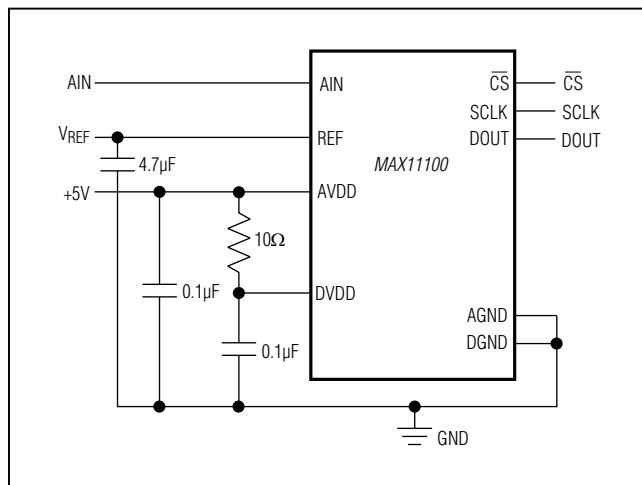 AIN
AIN
CS
CS
SCLK
SCLK
VREF
REF
DOUT
DOUT
MAX11100
4.7µF
+5V
AVDD
10Ω
0.1µF
DVDD
0.1µF
AGND
DGND
GND